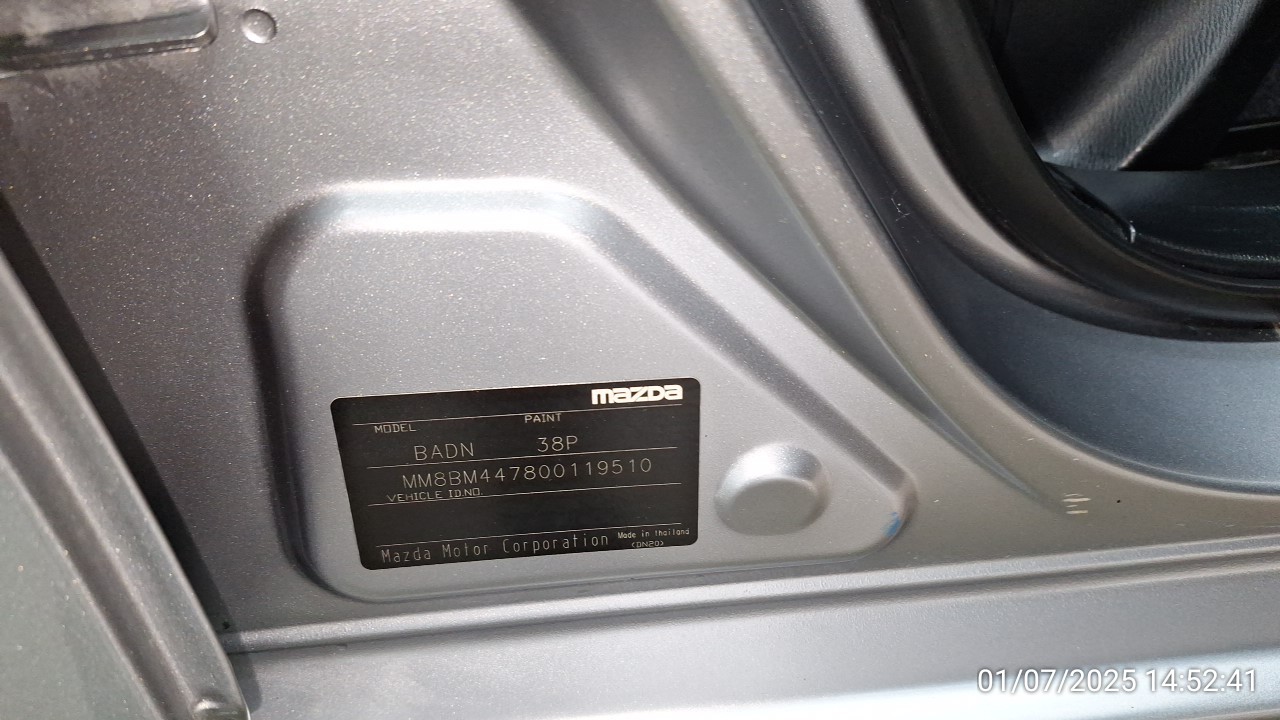 mazda
MODEL PAINT
BADN 38P
MM8BM447800119510
VEHICLE ID.NO.
Mazda Motor Corporation Made in thailand
(DN20)
01/07/2025 14:52:41